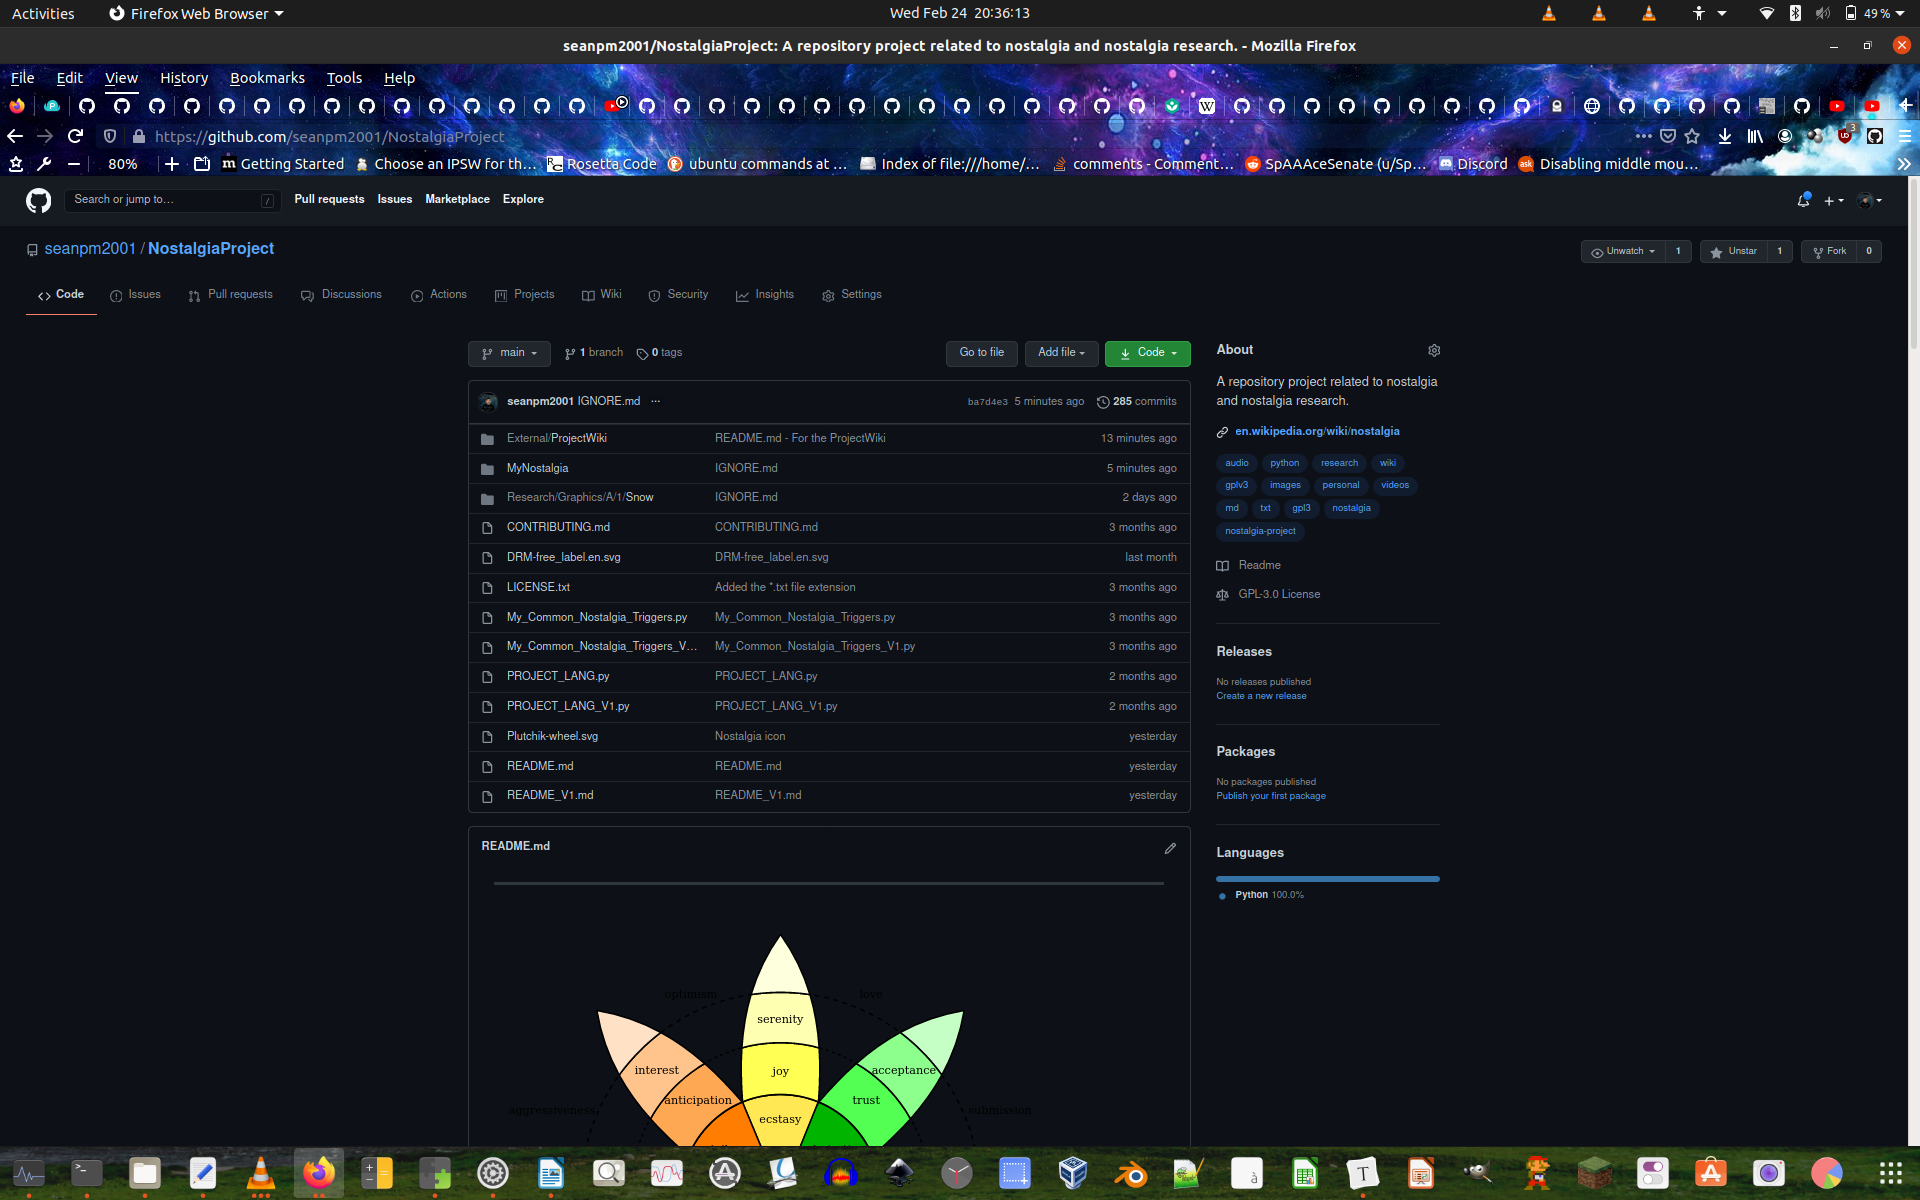 Activities Firefox Web Browser Wed Feb 24 20:36:13 49 %
seanpm2001/NostalgiaProject: A repository project related to nostalgia and nostalgia research. - Mozilla Firefox
File Edit View History Bookmarks Tools Help
https://github.com/seanpm2001/NostalgiaProject
80% Getting Started Choose an IPSW for th… Rosetta Code ubuntu commands at … Index of file:///home/… comments - Comment… SpAAAceSenate (u/Sp… Discord Disabling middle mou…
Search or jump to… / Pull requests Issues Marketplace Explore
seanpm2001 / NostalgiaProject Unwatch 1 Unstar 1 Fork 0
Code Issues Pull requests Discussions Actions Projects Wiki Security Insights Settings
main 1 branch 0 tags Go to file Add file Code
seanpm2001 IGNORE.md ... ba7d4e3 5 minutes ago 285 commits
External/ProjectWiki README.md - For the ProjectWiki 13 minutes ago
MyNostalgia IGNORE.md 5 minutes ago
Research/Graphics/A/1/Snow IGNORE.md 2 days ago
CONTRIBUTING.md CONTRIBUTING.md 3 months ago
DRM-free_label.en.svg DRM-free_label.en.svg last month
LICENSE.txt Added the *.txt file extension 3 months ago
My_Common_Nostalgia_Triggers.py My_Common_Nostalgia_Triggers.py 3 months ago
My_Common_Nostalgia_Triggers_V… My_Common_Nostalgia_Triggers_V1.py 3 months ago
PROJECT_LANG.py PROJECT_LANG.py 2 months ago
PROJECT_LANG_V1.py PROJECT_LANG_V1.py 2 months ago
Plutchik-wheel.svg Nostalgia icon yesterday
README.md README.md yesterday
README_V1.md README_V1.md yesterday
About
A repository project related to nostalgia
and nostalgia research.
en.wikipedia.org/wiki/nostalgia
audio python research wiki
gplv3 images personal videos
md txt gpl3 nostalgia
nostalgia-project
Readme
GPL-3.0 License
Releases
No releases published
Create a new release
Packages
No packages published
Publish your first package
Languages
Python 100.0%
README.md
optimism love
serenity
interest joy acceptance
anticipation trust
aggressiveness ecstasy submission